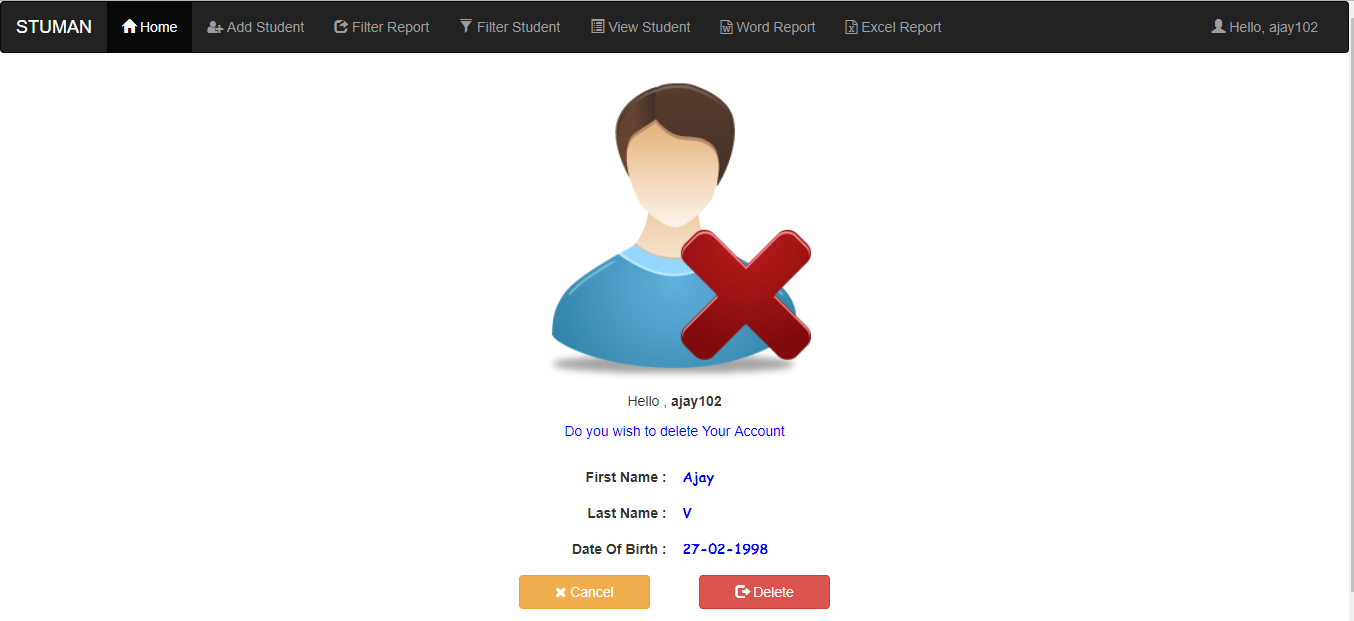 STUMAN Home Add Student Filter Report Filter Student View Student Word Report Excel Report Hello, ajay102
Hello , ajay102
Do you wish to delete Your Account
First Name : Ajay
Last Name : V
Date Of Birth : 27-02-1998
Cancel Delete